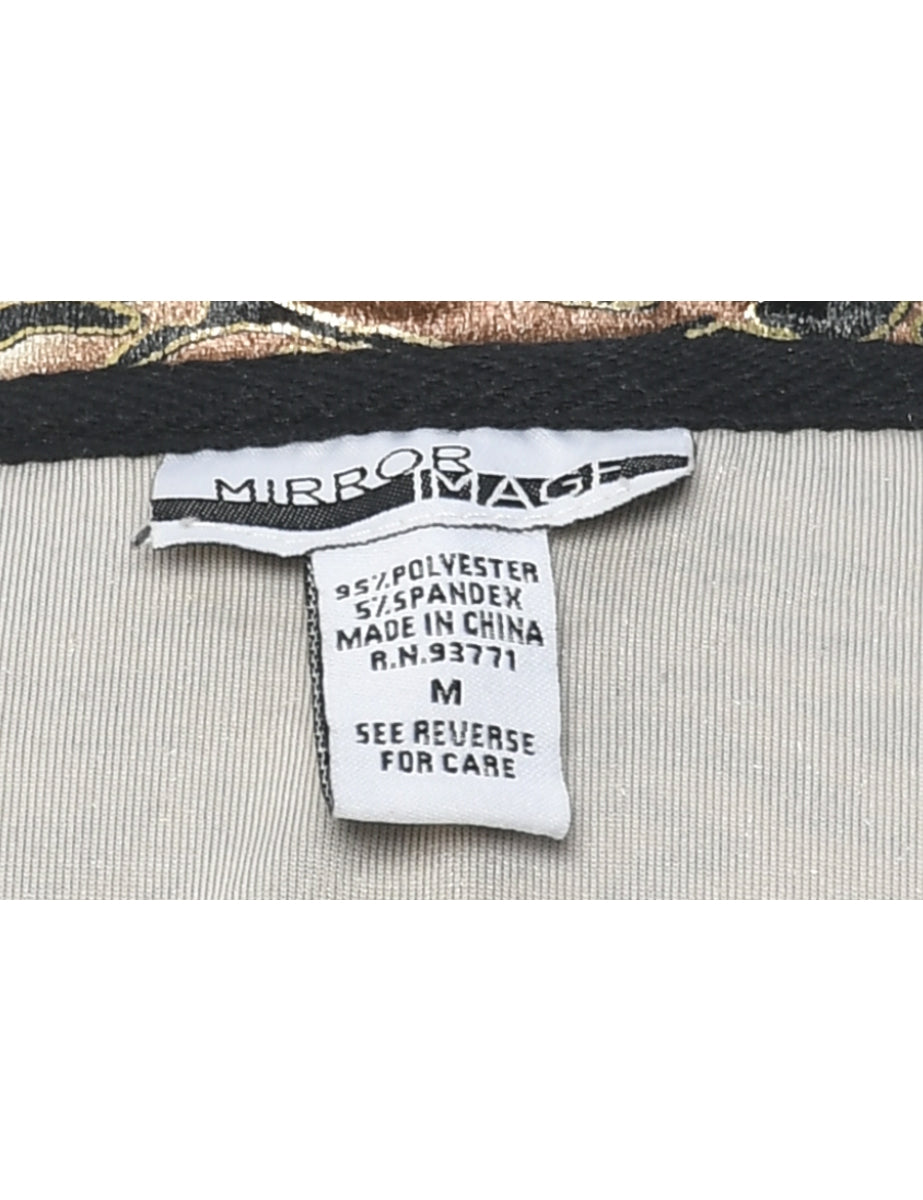 MIRROR
IMAGE
95%POLYESTER
5%SPANDEX
MADE IN CHINA
R.N.93771
M
SEE REVERSE
FOR CARE